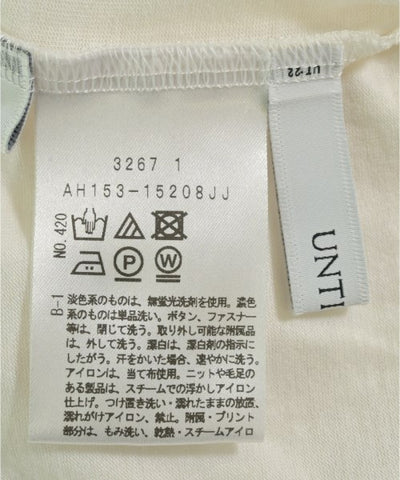 3267 1
AH153-15208JJ
NO.420
P
W
B-1
淡色系のものは、無蛍光洗剤を使用。濃色
系のものは単品洗い。ボタン、ファスナー
等は、閉じて洗う。取り外し可能な附属品
は、外して洗う。漂白は、漂白剤の指示に
したがう。汗をかいた場合、速やかに洗う。
アイロンは、当て布使用。ニットや毛足の
ある製品は、スチームでの浮かしアイロン
仕上げ。つけ置き洗い・濡れたままの放置、
濡れがけアイロン、禁止。附属・プリント
部分は、もみ洗い、乾熱・スチームアイロ
UT-22
UNTI